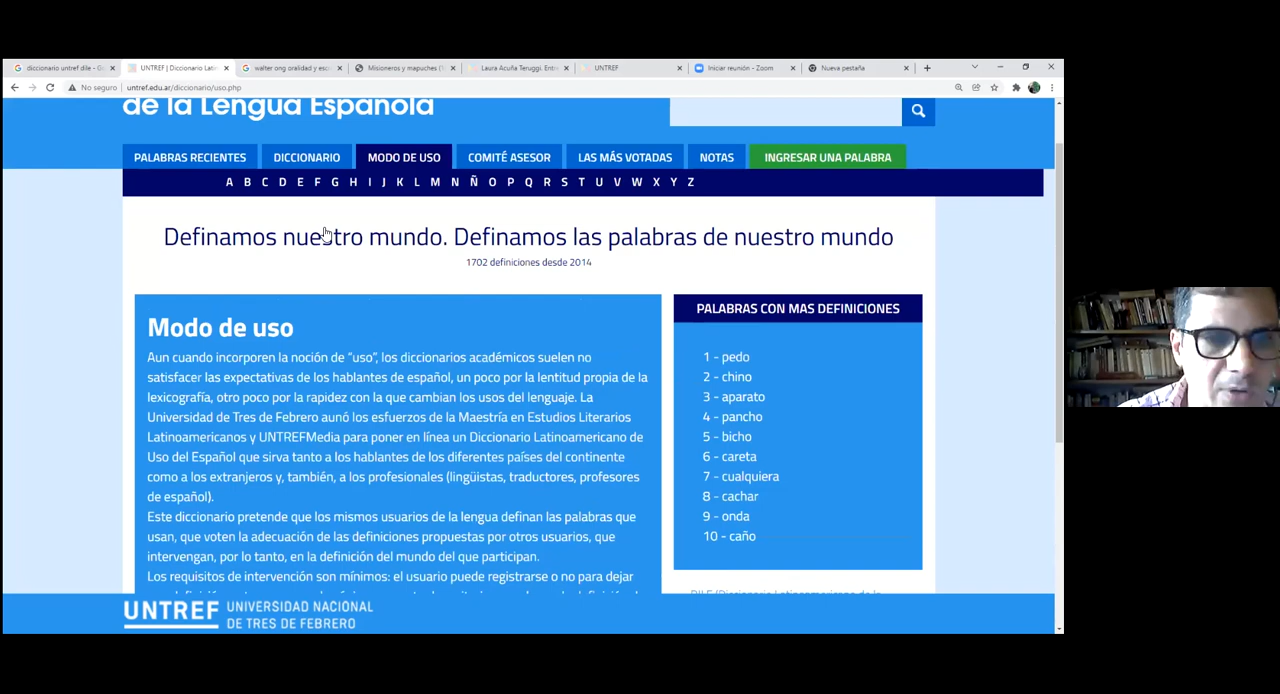 diccionario untref dile - G
UNTREF | Diccionario Lati
walter ong oralidad y es
Misioneros y mapuches (1
Laura Acuña Teruggi. Entre
UNTREF
Iniciar reunión - Zoom
Nueva pestaña
No seguro | untref.edu.ar/diccionario/uso.php
de la Lengua Española
PALABRAS RECIENTES DICCIONARIO MODO DE USO COMITÉ ASESOR LAS MÁS VOTADAS NOTAS INGRESAR UNA PALABRA
A B C D E F G H I J K L M N Ñ O P Q R S T U V W X Y Z
Definamos nuestro mundo. Definamos las palabras de nuestro mundo
1702 definiciones desde 2014
Modo de uso
Aun cuando incorporen la noción de “uso”, los diccionarios académicos suelen no
satisfacer las expectativas de los hablantes de español, un poco por la lentitud propia de la
lexicografía, otro poco por la rapidez con la que cambian los usos del lenguaje. La
Universidad de Tres de Febrero aunó los esfuerzos de la Maestría en Estudios Literarios
Latinoamericanos y UNTREFMedia para poner en línea un Diccionario Latinoamericano de
Uso del Español que sirva tanto a los hablantes de los diferentes países del continente
como a los extranjeros y, también, a los profesionales (lingüistas, traductores, profesores
de español).
Este diccionario pretende que los mismos usuarios de la lengua definan las palabras que
usan, que voten la adecuación de las definiciones propuestas por otros usuarios, que
intervengan, por lo tanto, en la definición del mundo del que participan.
Los requisitos de intervención son mínimos: el usuario puede registrarse o no para dejar
PALABRAS CON MAS DEFINICIONES
1 - pedo
2 - chino
3 - aparato
4 - pancho
5 - bicho
6 - careta
7 - cualquiera
8 - cachar
9 - onda
10 - caño
UNTREF UNIVERSIDAD NACIONAL
DE TRES DE FEBRERO